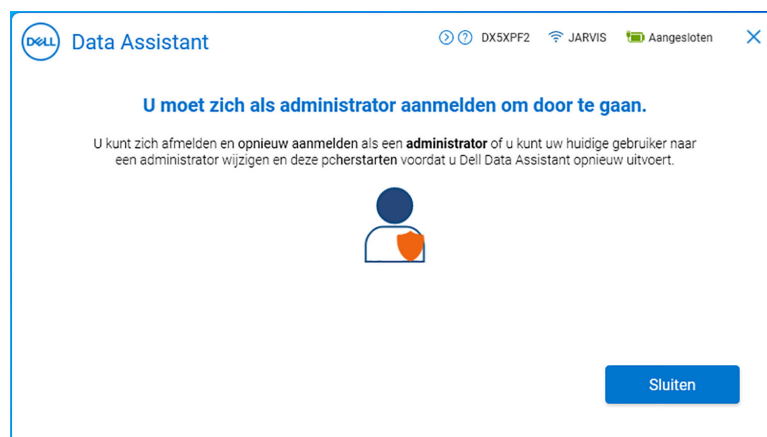 DELL Data Assistant DX5XPF2 JARVIS Aangesloten
U moet zich als administrator aanmelden om door te gaan.
U kunt zich afmelden en opnieuw aanmelden als een administrator of u kunt uw huidige gebruiker naar
een administrator wijzigen en deze pcherstarten voordat u Dell Data Assistant opnieuw uitvoert.
Sluiten